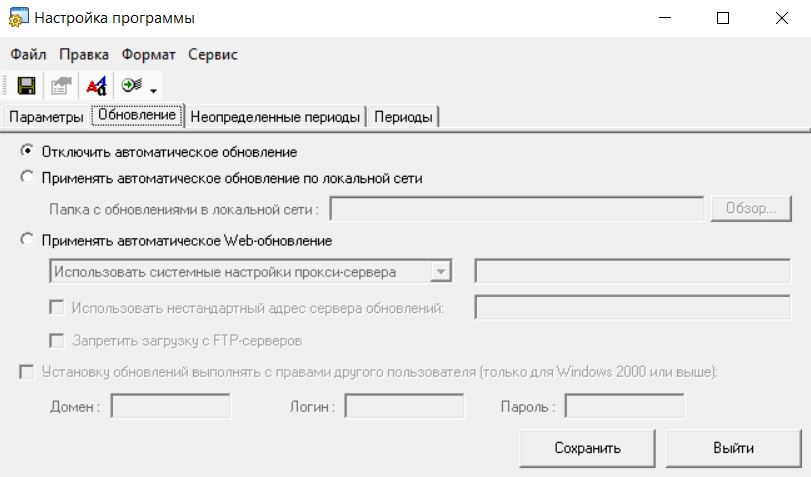 Настройка программы
Файл Правка Формат Сервис
Параметры Обновление Неопределенные периоды Периоды
Отключить автоматическое обновление
Применять автоматическое обновление по локальной сети
Папка с обновлениями в локальной сети : Обзор...
Применять автоматическое Web-обновление
Использовать системные настройки прокси-сервера
Использовать нестандартный адрес сервера обновлений:
Запретить загрузку с FTP-серверов
Установку обновлений выполнять с правами другого пользователя (только для Windows 2000 или выше):
Домен : Логин : Пароль :
Сохранить Выйти